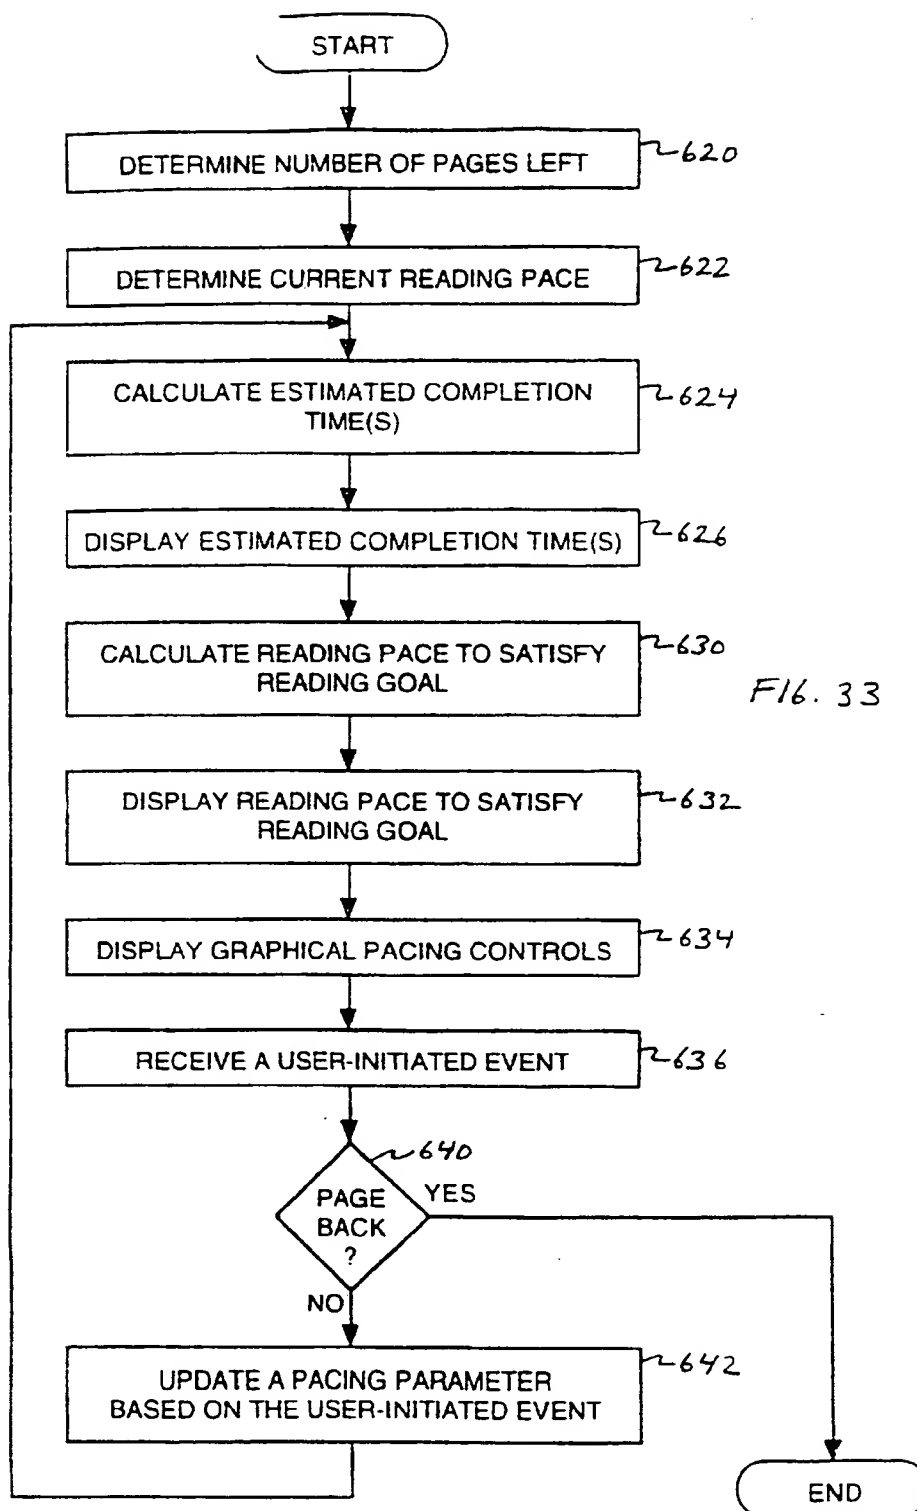 START
DETERMINE NUMBER OF PAGES LEFT
620
DETERMINE CURRENT READING PACE
622
CALCULATE ESTIMATED COMPLETION
TIME(S)
624
DISPLAY ESTIMATED COMPLETION TIME(S)
626
CALCULATE READING PACE TO SATISFY
READING GOAL
630
FIG. 33
DISPLAY READING PACE TO SATISFY
READING GOAL
632
DISPLAY GRAPHICAL PACING CONTROLS
634
RECEIVE A USER-INITIATED EVENT
636
640
PAGE
BACK
?
YES
NO
UPDATE A PACING PARAMETER
BASED ON THE USER-INITIATED EVENT
642
END